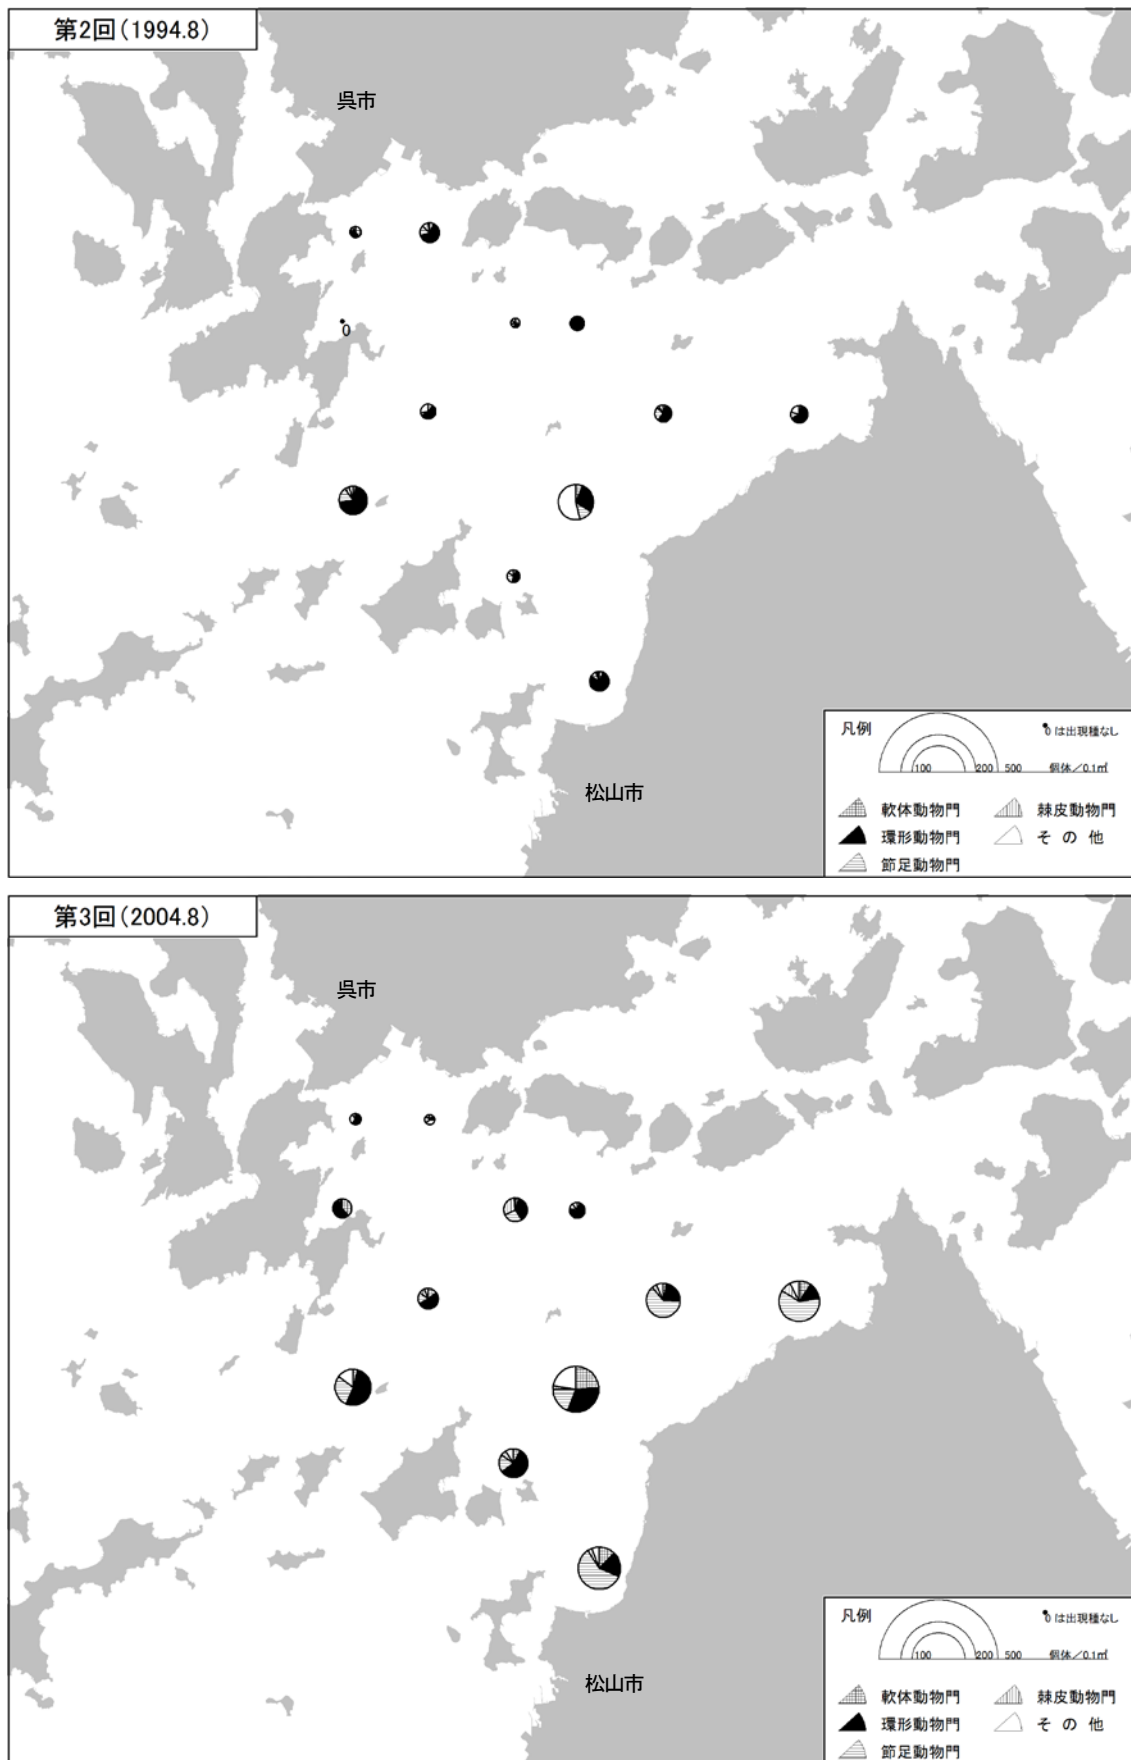 第2回(1994.8)
呉市
0
松山市
凡例
0は出現種なし
100 200 500 個体/0.1㎡
軟体動物門 棘皮動物門
環形動物門 そ の 他
節足動物門
第3回(2004.8)
呉市
松山市
凡例
0は出現種なし
100 200 500 個体/0.1㎡
軟体動物門 棘皮動物門
環形動物門 そ の 他
節足動物門